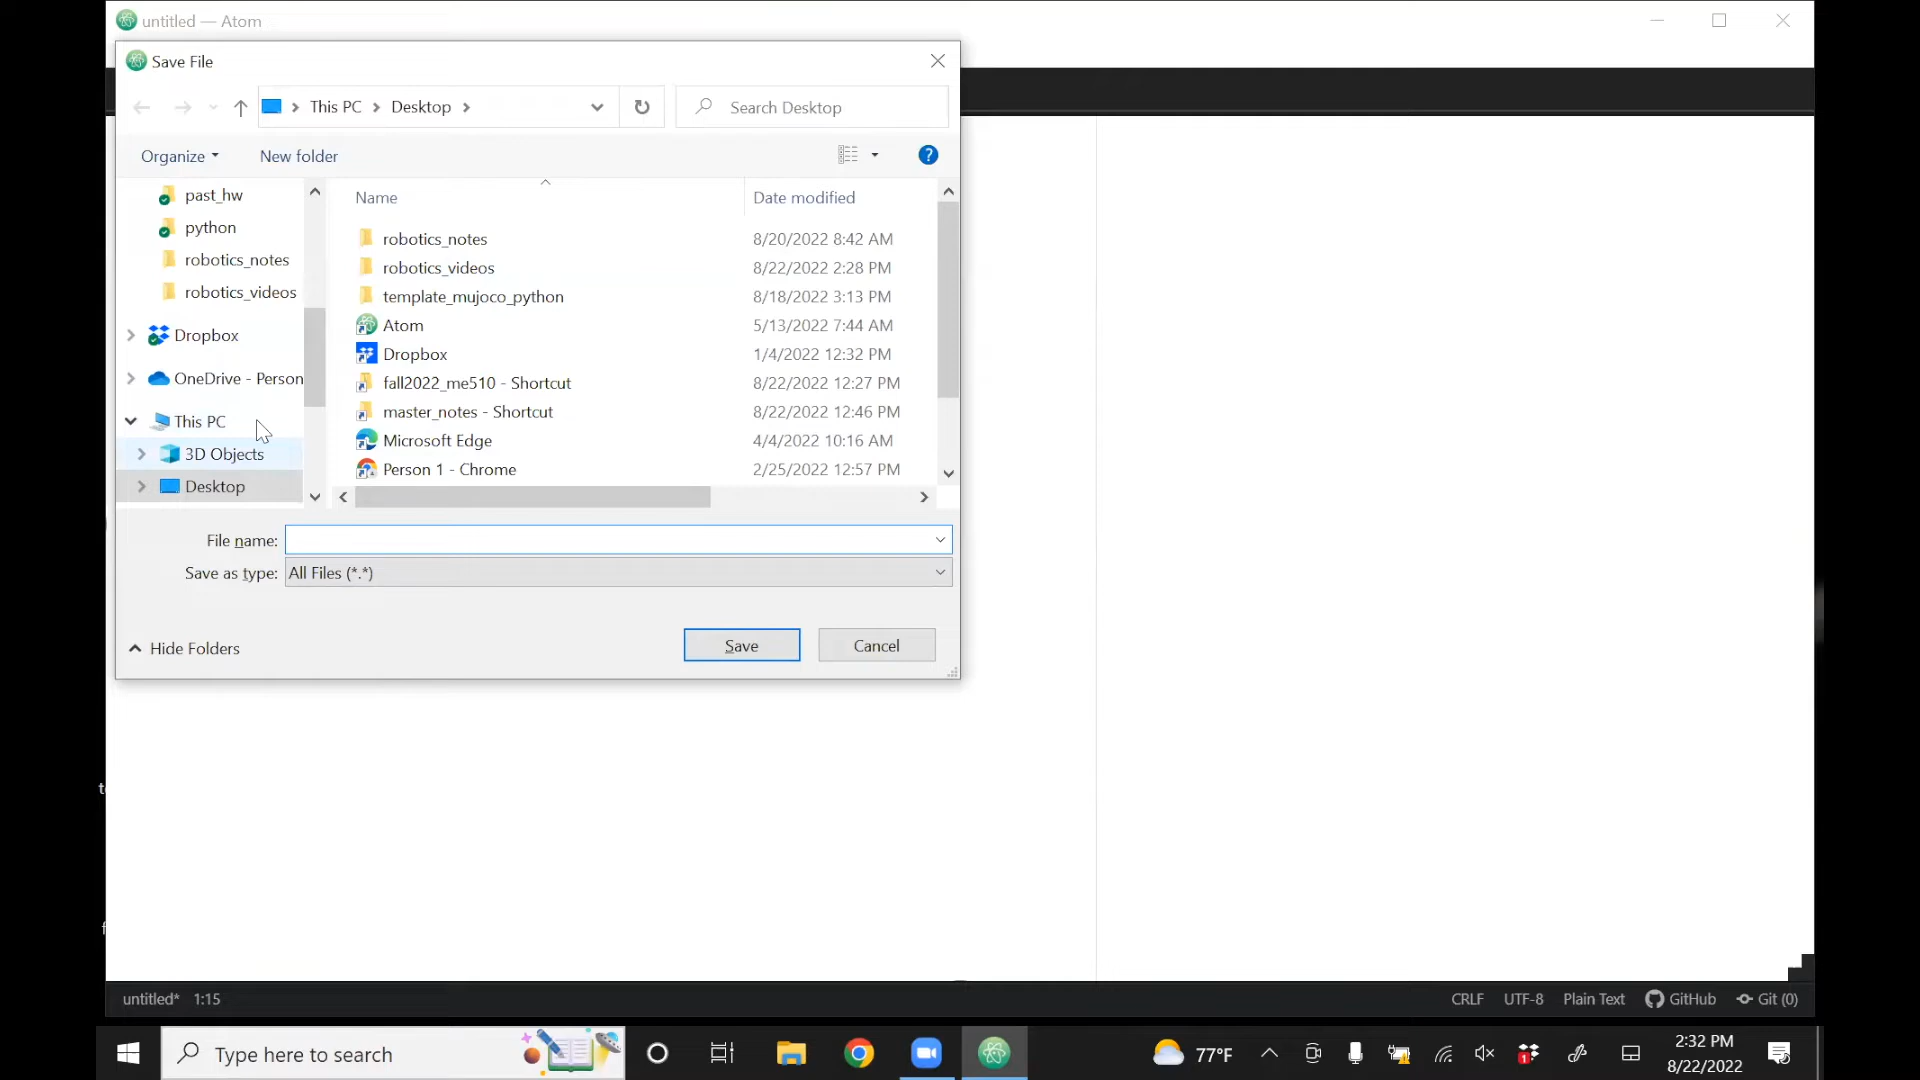 untitled — Atom
Save File
This PC
Desktop
Search Desktop
Organize
New folder
?
Name
Date modified
past_hw
python
robotics_notes
robotics_videos
Dropbox
OneDrive - Person
This PC
3D Objects
Desktop
robotics_notes 8/20/2022 8:42 AM
robotics_videos 8/22/2022 2:28 PM
template_mujoco_python 8/18/2022 3:13 PM
Atom 5/13/2022 7:44 AM
Dropbox 1/4/2022 12:32 PM
fall2022_me510 - Shortcut 8/22/2022 12:27 PM
master_notes - Shortcut 8/22/2022 12:46 PM
Microsoft Edge 4/4/2022 10:16 AM
Person 1 - Chrome 2/25/2022 12:57 PM
File name:
Save as type: All Files (*.*)
Hide Folders
Save
Cancel
untitled* 1:15
CRLF UTF-8 Plain Text GitHub Git (0)
Type here to search
77°F
1
2:32 PM
8/22/2022